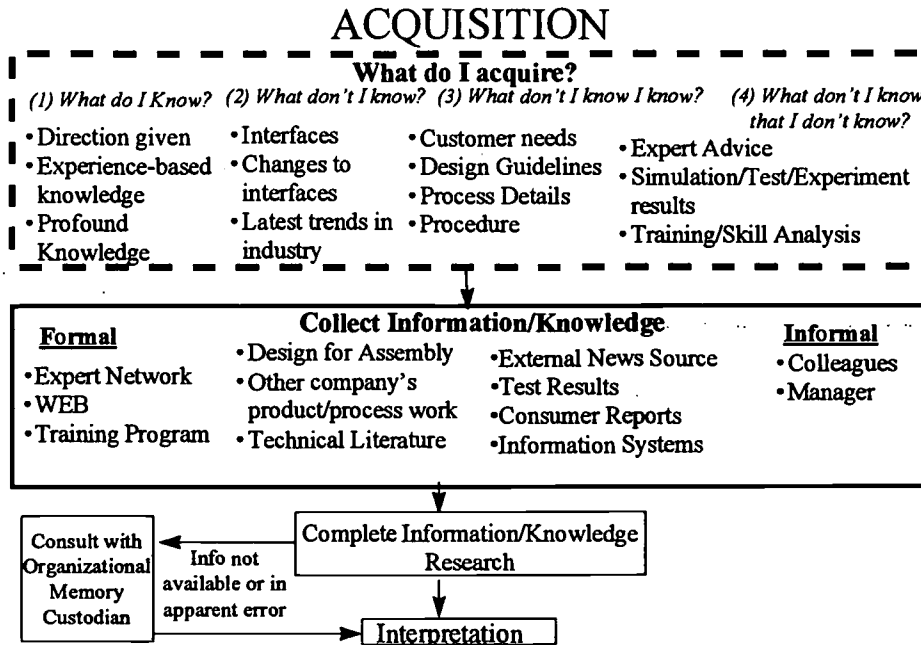 ACQUISITION
What do I acquire?
(1) What do I Know?
•Direction given
•Experience-based
knowledge
•Profound
Knowledge
(2) What don't I know?
•Interfaces
•Changes to
interfaces
•Latest trends in
industry
(3) What don't I know I know?
•Customer needs
•Design Guidelines
•Process Details
•Procedure
(4) What don't I know
that I don't know?
•Expert Advice
•Simulation/Test/Experiment
results
•Training/Skill Analysis
Collect Information/Knowledge
Formal
•Expert Network
•WEB
•Training Program
•Design for Assembly
•Other company's
product/process work
•Technical Literature
•External News Source
•Test Results
•Consumer Reports
•Information Systems
Informal
•Colleagues
•Manager
Complete Information/Knowledge
Research
Info not
available or in
apparent error
Consult with
Organizational
Memory
Custodian
Interpretation